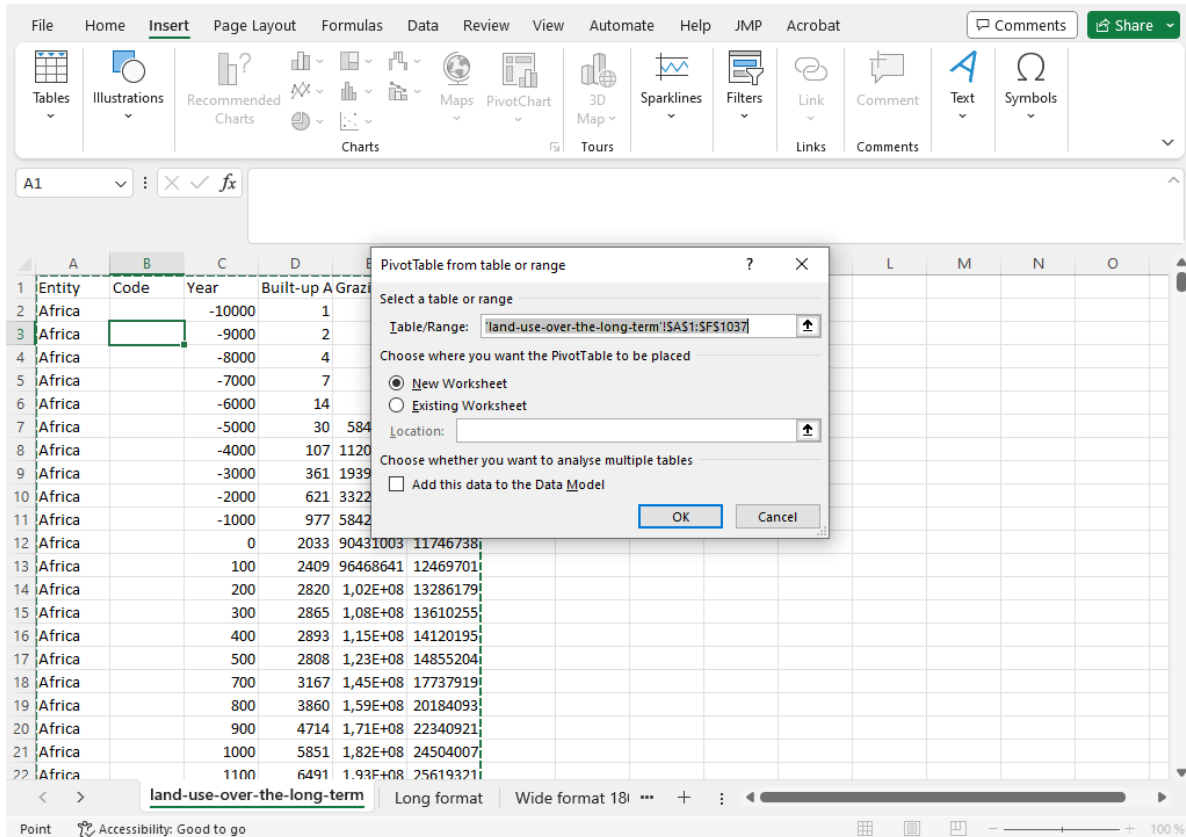 File Home Insert Page Layout Formulas Data Review View Automate Help JMP Acrobat Comments Share
Tables Illustrations Recommended Charts Maps PivotChart 3D Map Sparklines Filters Link Comment Text Symbols
Charts Tours Links Comments
A1 fx
A B C D E L M N O
1 Entity Code Year Built-up A Grazi
2 Africa -10000 1
3 Africa -9000 2
4 Africa -8000 4
5 Africa -7000 7
6 Africa -6000 14
7 Africa -5000 30 584
8 Africa -4000 107 1120
9 Africa -3000 361 1939
10 Africa -2000 621 3322
11 Africa -1000 977 5842
12 Africa 0 2033 90431003 11746738
13 Africa 100 2409 96468641 12469701
14 Africa 200 2820 1,02E+08 13286179
15 Africa 300 2865 1,08E+08 13610255
16 Africa 400 2893 1,15E+08 14120195
17 Africa 500 2808 1,23E+08 14855204
18 Africa 700 3167 1,45E+08 17737919
19 Africa 800 3860 1,59E+08 20184093
20 Africa 900 4714 1,71E+08 22340921
21 Africa 1000 5851 1,82E+08 24504007
22 Africa 1100 6491 1,93E+08 25619321
PivotTable from table or range ?
Select a table or range
Table/Range: 'land-use-over-the-long-term'!$A$1:$F$1037
Choose where you want the PivotTable to be placed
New Worksheet
Existing Worksheet
Location:
Choose whether you want to analyse multiple tables
Add this data to the Data Model
OK Cancel
land-use-over-the-long-term Long format Wide format 18( ...
Point Accessibility: Good to go 100 %